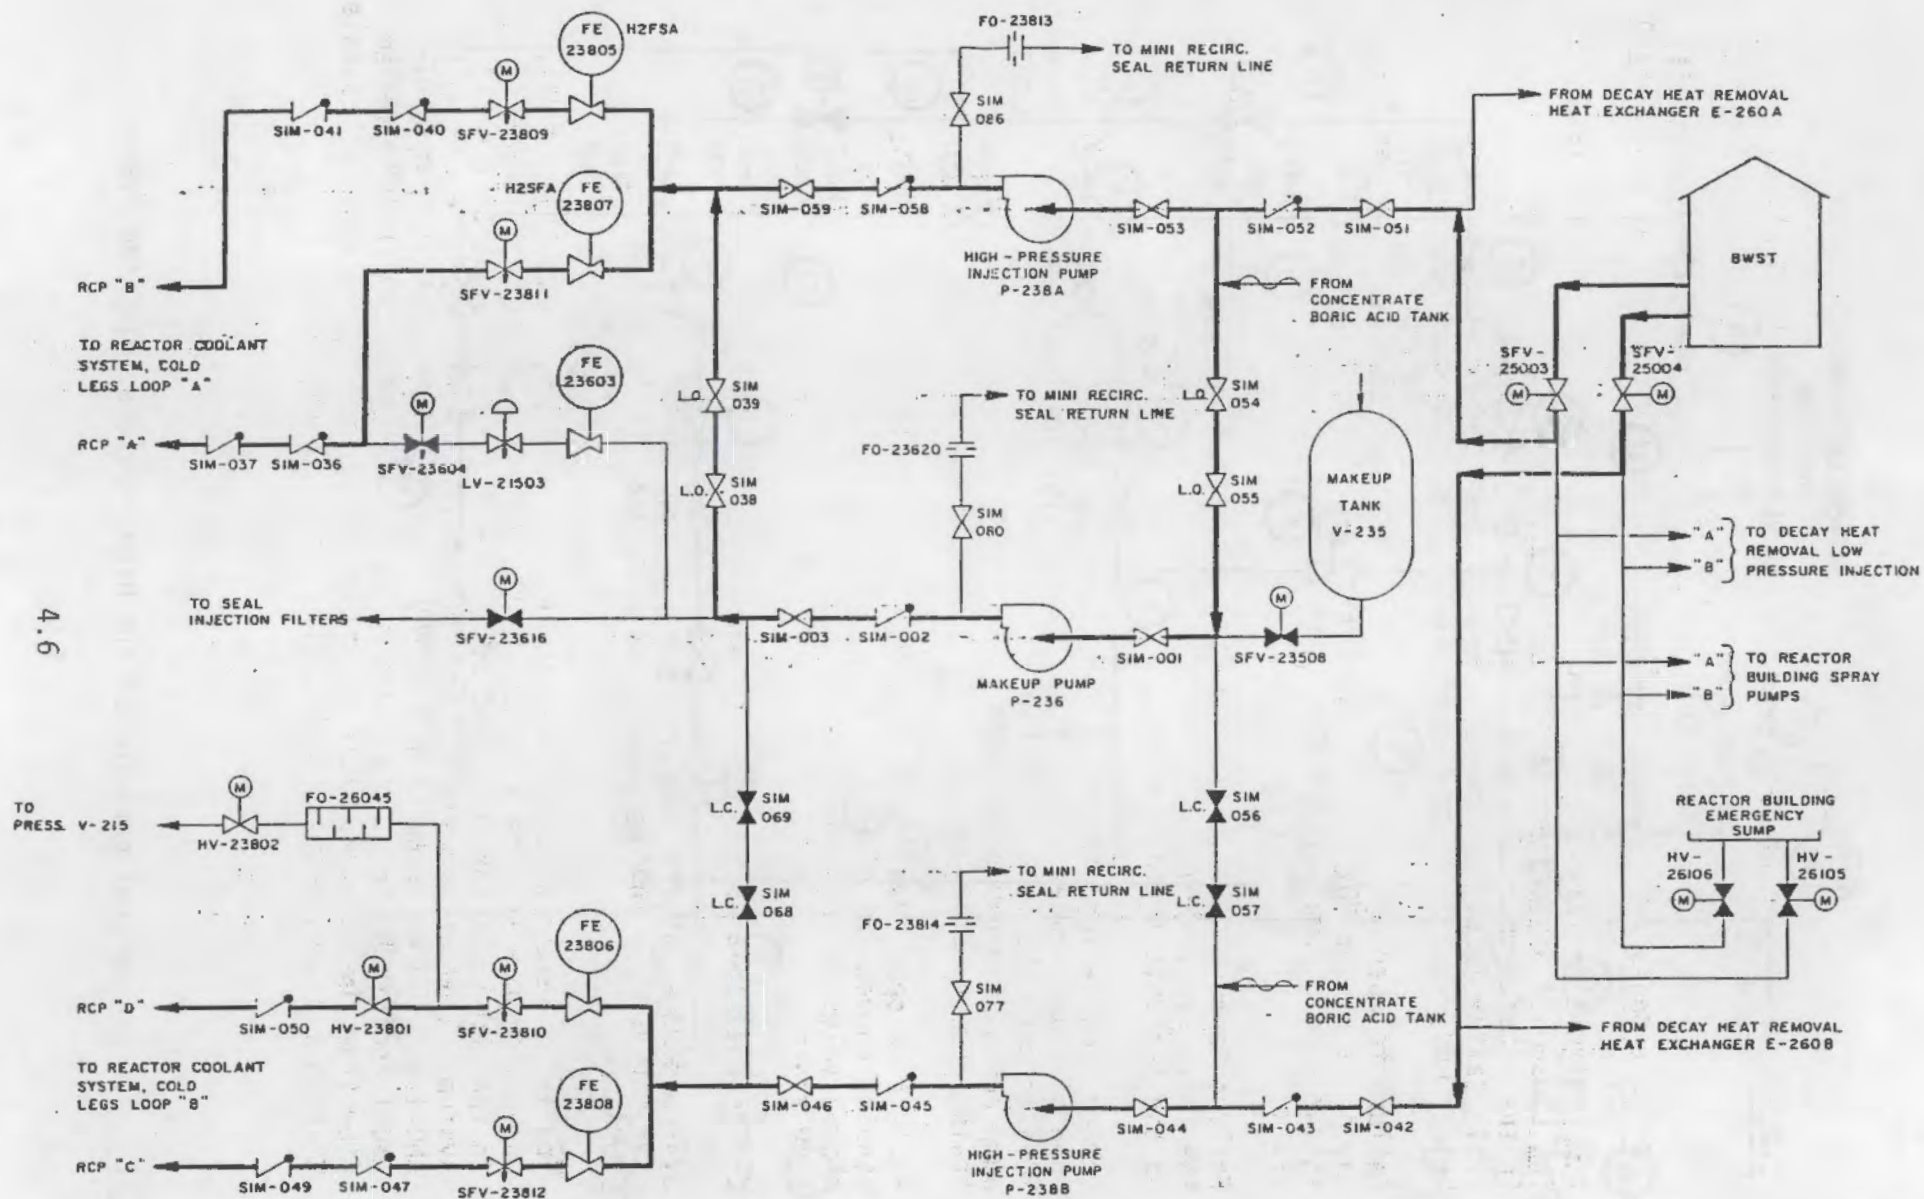 FE
23805
H2FSA
M
SIM-041
SIM-040
SFV-23809
FO-23813
TO MINI RECIRC.
SEAL RETURN LINE
SIM
086
FROM DECAY HEAT REMOVAL
HEAT EXCHANGER E-260A
H2SFA
FE
23807
M
SFV-23811
SIM-059
SIM-058
HIGH-PRESSURE
INJECTION PUMP
P-238A
SIM-053
SIM-052
SIM-051
BWST
RCP "B"
TO REACTOR COOLANT
SYSTEM, COLD
LEGS LOOP "A"
FROM
CONCENTRATE
BORIC ACID TANK
SFV-
25003
M
SFV-
25004
M
FE
23603
M
RCP "A"
SIM-037
SIM-036
SFV-23604
LV-21503
L.O.
SIM
039
L.O.
SIM
038
TO MINI RECIRC.
SEAL RETURN LINE
FO-23620
SIM
080
L.O.
SIM
054
L.O.
SIM
055
MAKEUP
TANK
V-235
"A"
"B"
TO DECAY HEAT
REMOVAL LOW
PRESSURE INJECTION
TO SEAL
INJECTION FILTERS
M
SFV-23616
SIM-003
SIM-002
MAKEUP PUMP
P-236
SIM-001
M
SFV-23508
"A"
"B"
TO REACTOR
BUILDING SPRAY
PUMPS
4.6
TO
PRESS. V-215
M
HV-23802
FO-26045
L.C.
SIM
069
L.C.
SIM
068
L.C.
SIM
056
L.C.
SIM
057
REACTOR BUILDING
EMERGENCY
SUMP
HV-
26106
M
HV-
26105
M
TO MINI RECIRC.
SEAL RETURN LINE
FO-23814
SIM
077
FE
23806
M
M
RCP "D"
SIM-050
HV-23801
SFV-23810
FROM
CONCENTRATE
BORIC ACID TANK
FROM DECAY HEAT REMOVAL
HEAT EXCHANGER E-260B
TO REACTOR COOLANT
SYSTEM, COLD
LEGS LOOP "B"
FE
23808
M
SIM-046
SIM-045
HIGH-PRESSURE
INJECTION PUMP
P-238B
SIM-044
SIM-043
SIM-042
RCP "C"
SIM-049
SIM-047
SFV-23812